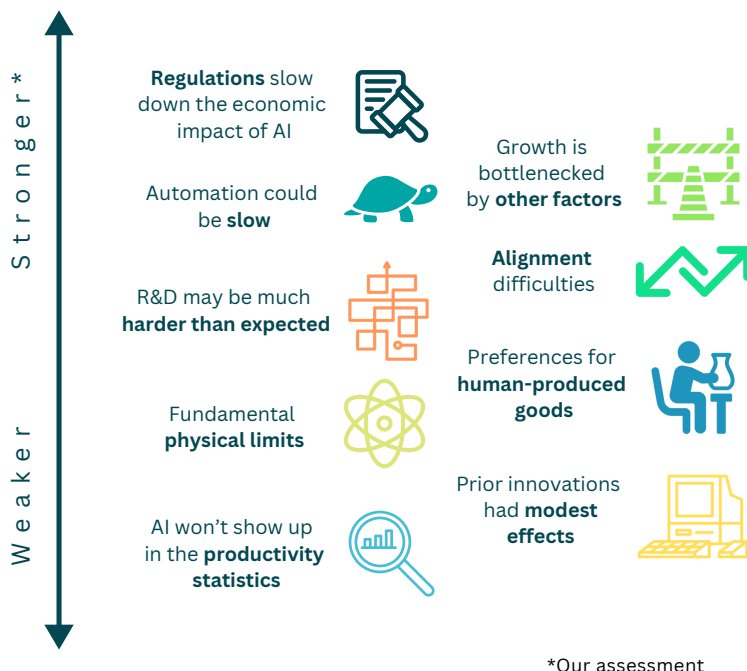 Stronger*
Weaker
Regulations slow
down the economic
impact of AI
Growth is
bottlenecked
by other factors
Automation could
be slow
Alignment
difficulties
R&D may be much
harder than expected
Preferences for
human-produced
goods
Fundamental
physical limits
Prior innovations
had modest
effects
AI won’t show up
in the productivity
statistics
*Our assessment